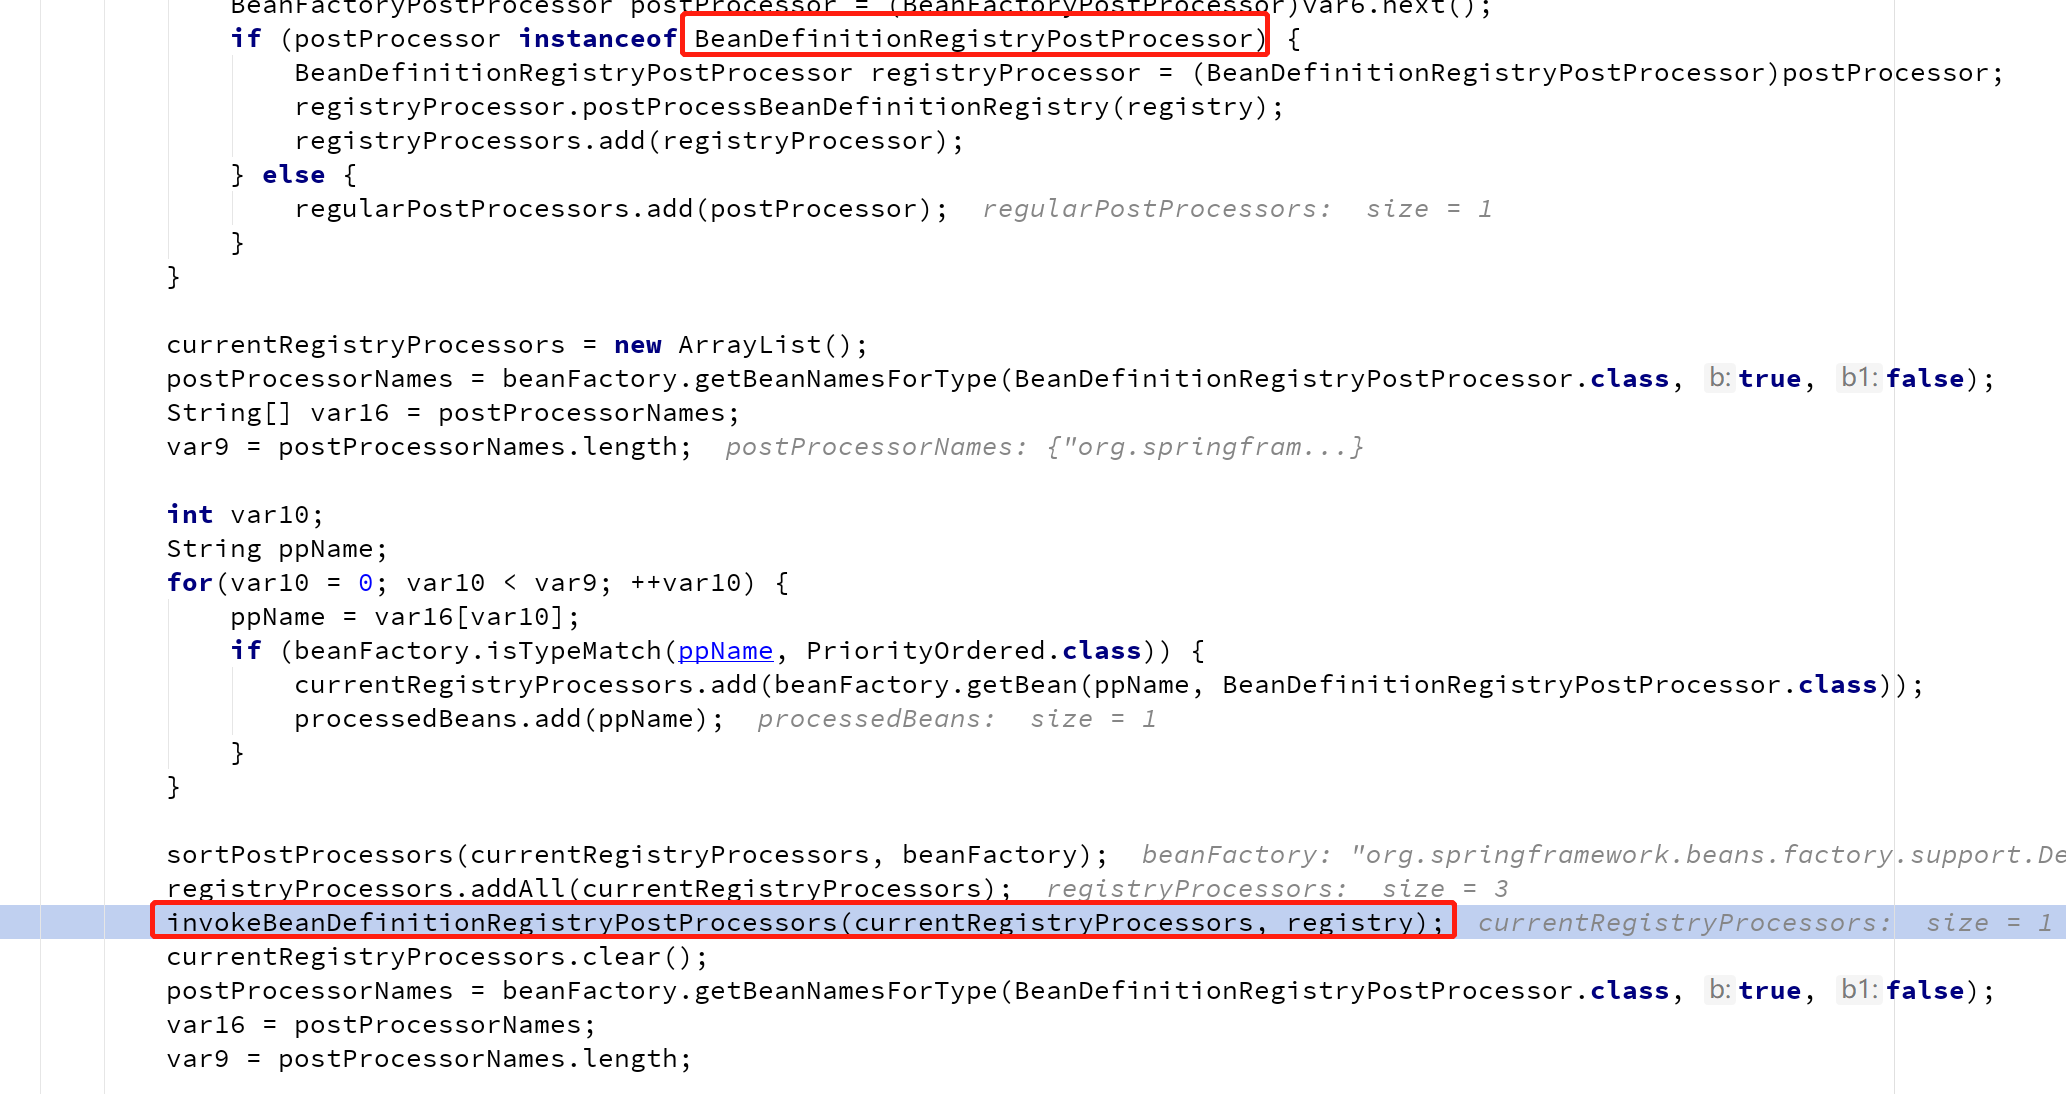 BeanFactoryPostProcessor postProcessor = (BeanFactoryPostProcessor)var6.next();
if (postProcessor instanceof BeanDefinitionRegistryPostProcessor) {
BeanDefinitionRegistryPostProcessor registryProcessor = (BeanDefinitionRegistryPostProcessor)postProcessor;
registryProcessor.postProcessBeanDefinitionRegistry(registry);
registryProcessors.add(registryProcessor);
} else {
regularPostProcessors.add(postProcessor); regularPostProcessors: size = 1
}
}
currentRegistryProcessors = new ArrayList();
postProcessorNames = beanFactory.getBeanNamesForType(BeanDefinitionRegistryPostProcessor.class, b: true, b1: false);
String[] var16 = postProcessorNames;
var9 = postProcessorNames.length; postProcessorNames: {"org.springfram...}
int var10;
String ppName;
for(var10 = 0; var10 < var9; ++var10) {
ppName = var16[var10];
if (beanFactory.isTypeMatch(ppName, PriorityOrdered.class)) {
currentRegistryProcessors.add(beanFactory.getBean(ppName, BeanDefinitionRegistryPostProcessor.class));
processedBeans.add(ppName); processedBeans: size = 1
}
}
sortPostProcessors(currentRegistryProcessors, beanFactory); beanFactory: "org.springframework.beans.factory.support.De
registryProcessors.addAll(currentRegistryProcessors); registryProcessors: size = 3
invokeBeanDefinitionRegistryPostProcessors(currentRegistryProcessors, registry); currentRegistryProcessors: size = 1
currentRegistryProcessors.clear();
postProcessorNames = beanFactory.getBeanNamesForType(BeanDefinitionRegistryPostProcessor.class, b: true, b1: false);
var16 = postProcessorNames;
var9 = postProcessorNames.length;